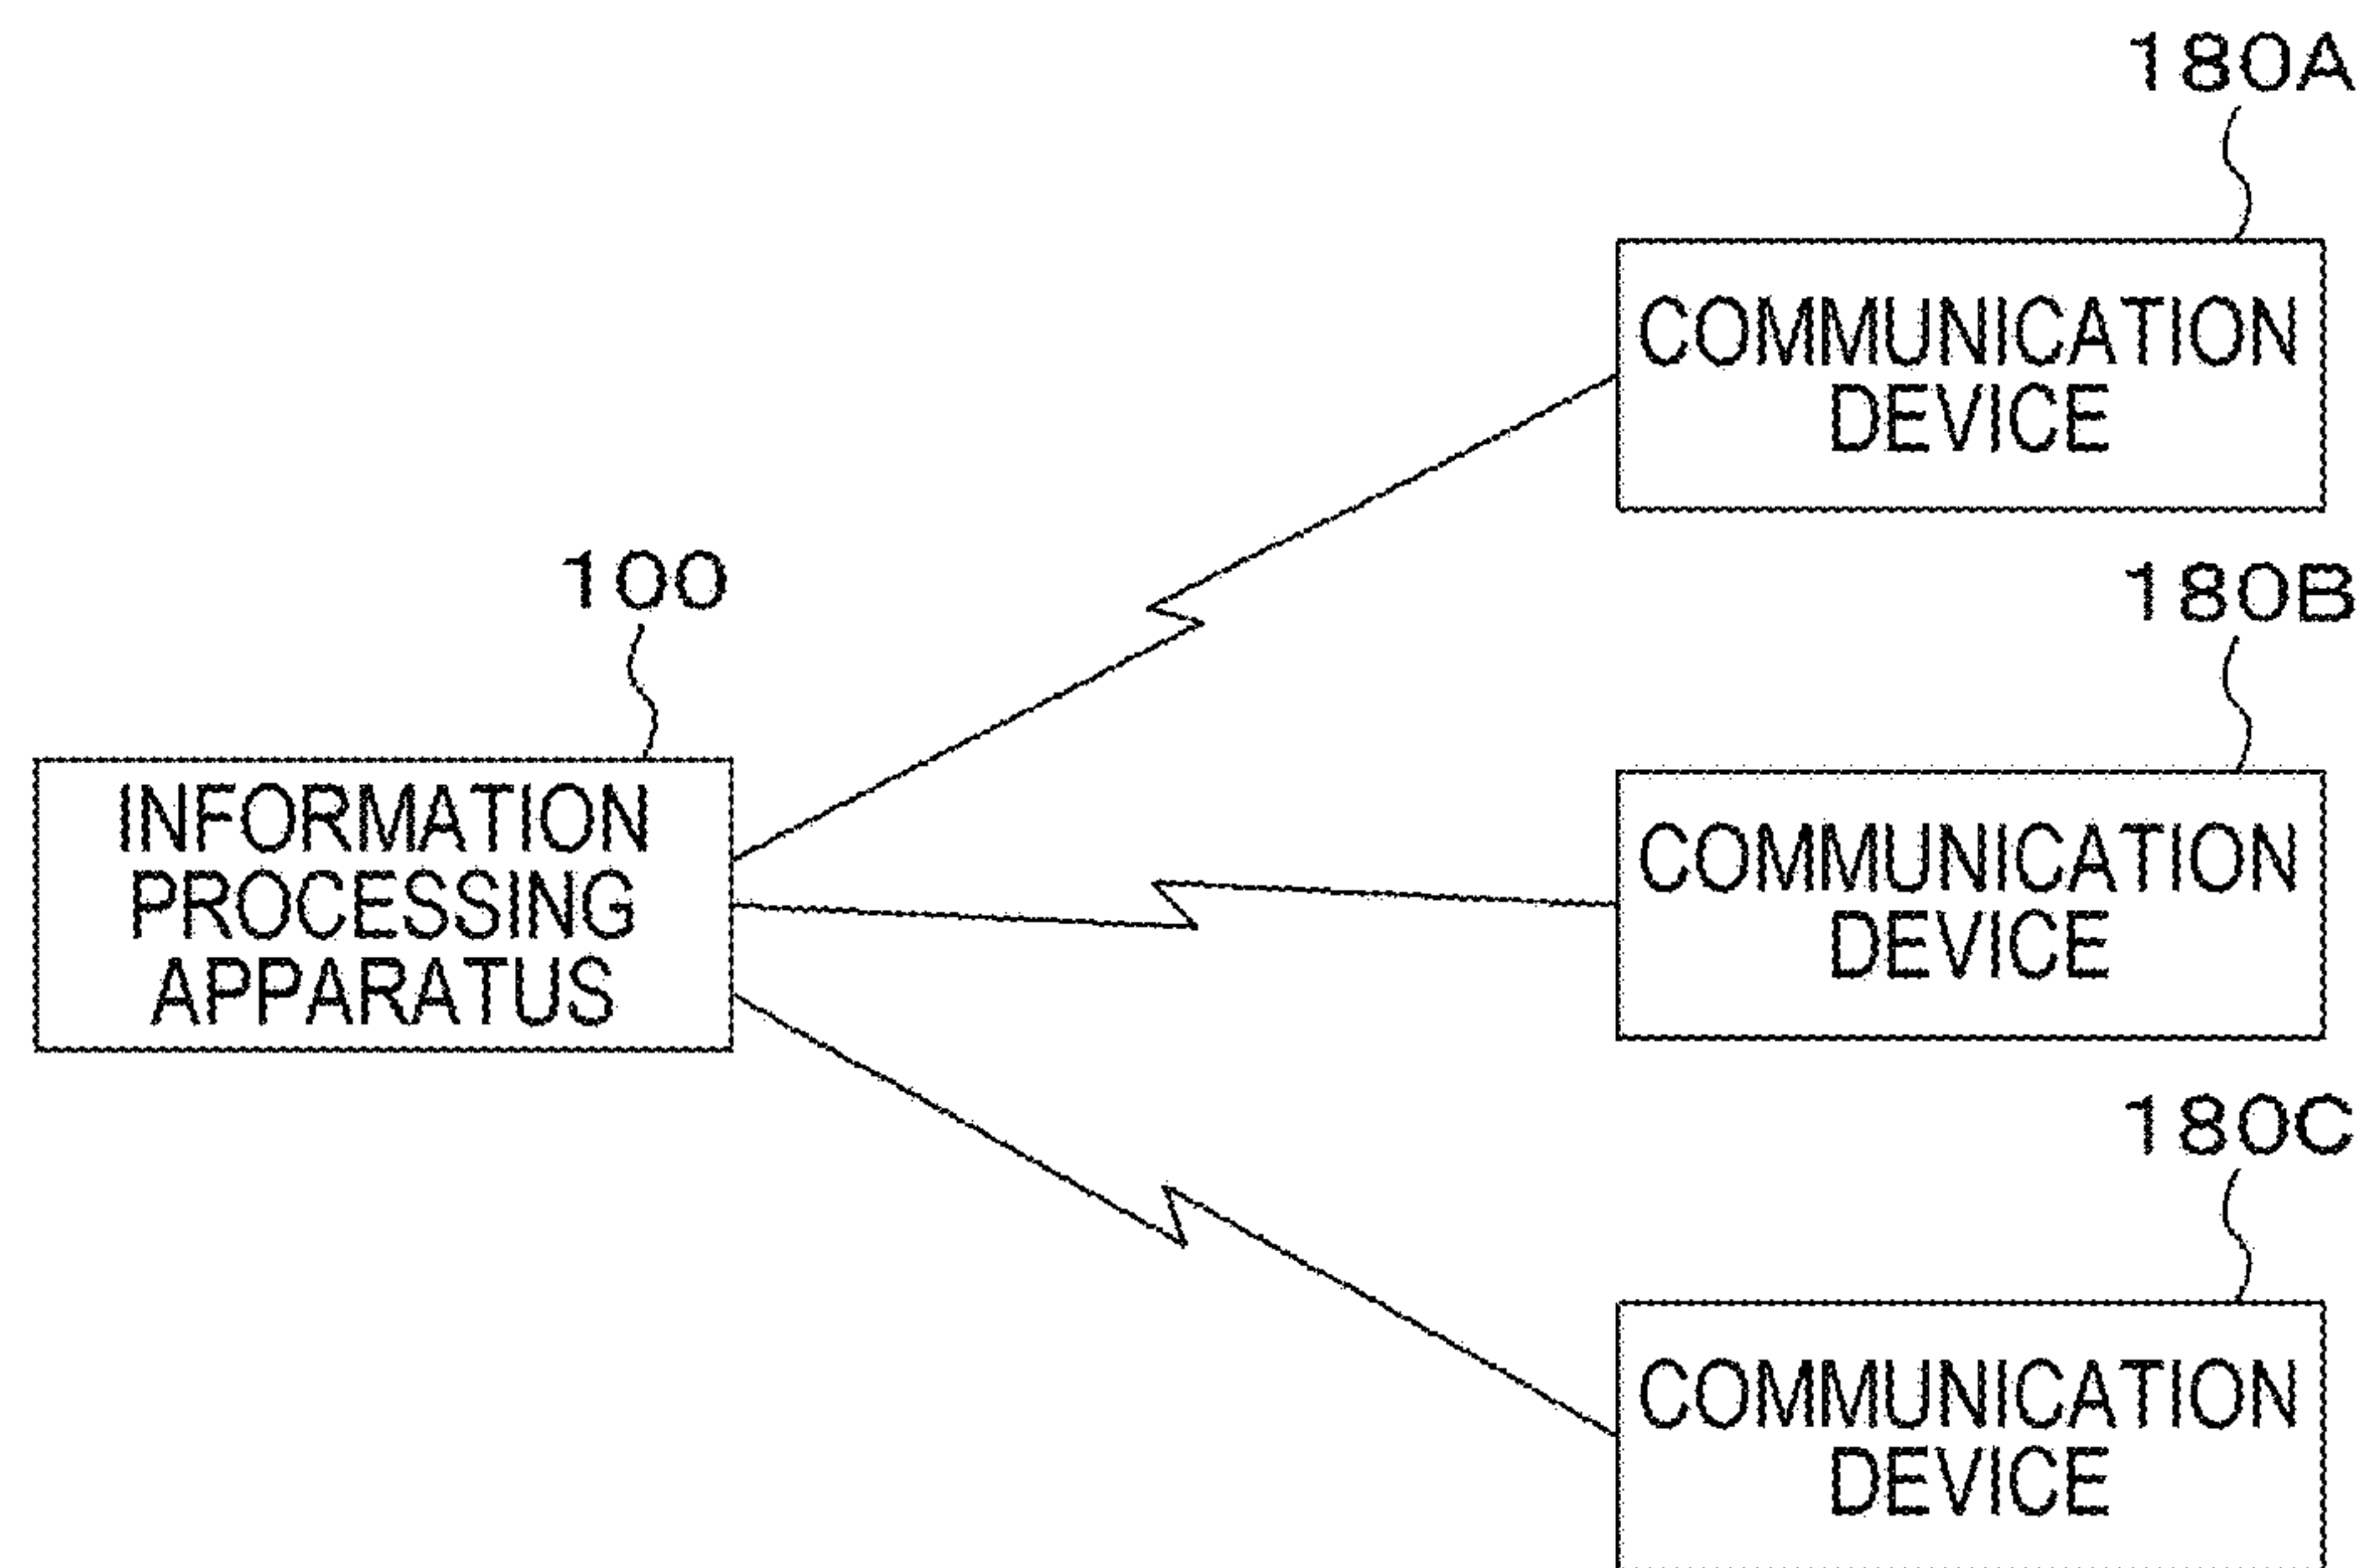 180A
COMMUNICATION
DEVICE
100
180B
INFORMATION
PROCESSING
APPARATUS
COMMUNICATION
DEVICE
180C
COMMUNICATION
DEVICE